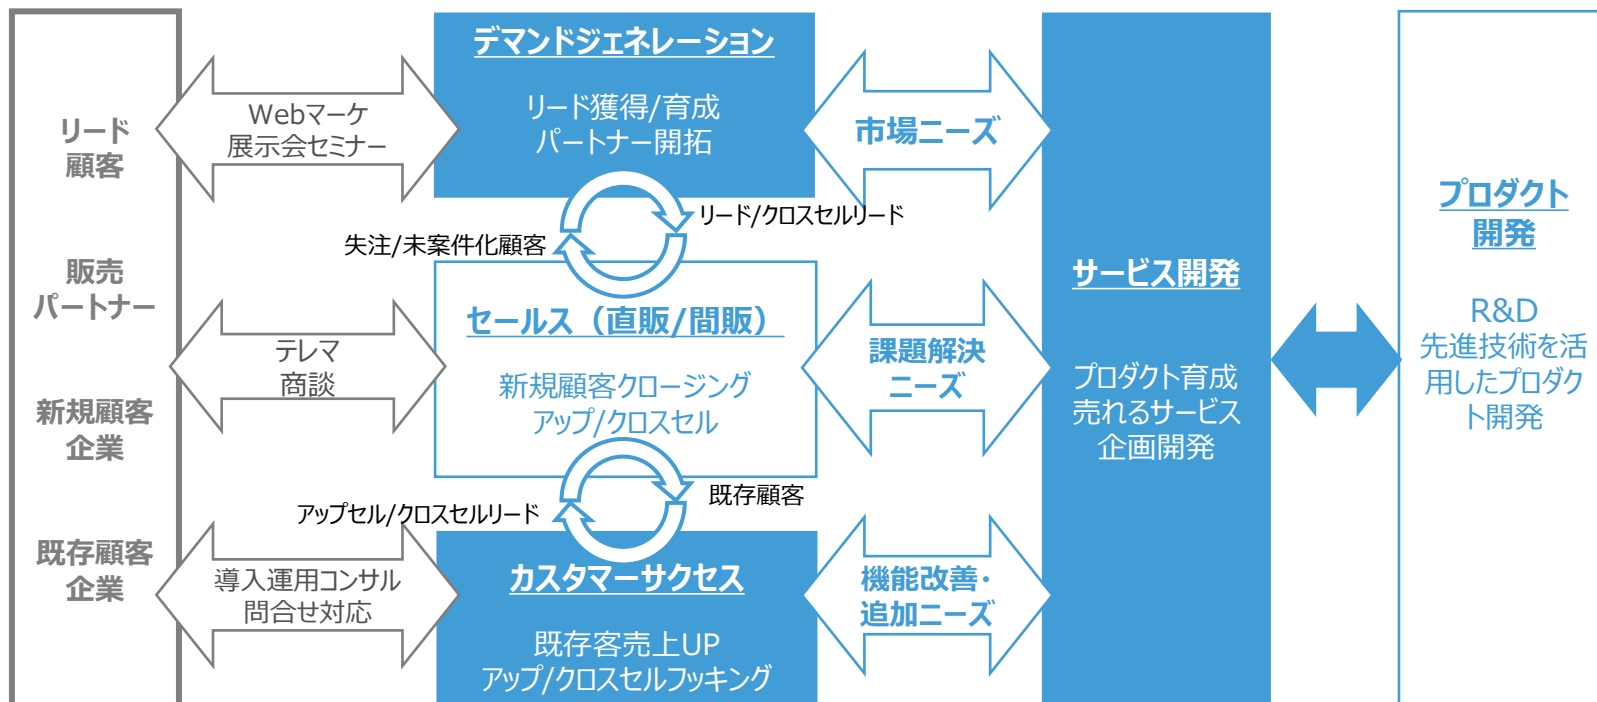 リード
顧客
販売
パートナー
新規顧客
企業
既存顧客
企業
Webマーケ
展示会セミナー
テレマ
商談
導入運用コンサル
問合せ対応
デマンドジェネレーション
リード獲得/育成
パートナー開拓
リード/クロスセルリード
失注/未案件化顧客
セールス（直販/間販）
新規顧客クロージング
アップ/クロスセル
既存顧客
アップセル/クロスセルリード
カスタマーサクセス
既存客売上UP
アップ/クロスセルフッキング
市場ニーズ
課題解決
ニーズ
機能改善・
追加ニーズ
サービス開発
プロダクト育成
売れるサービス
企画開発
プロダクト
開発
R&D
先進技術を活
用したプロダク
ト開発